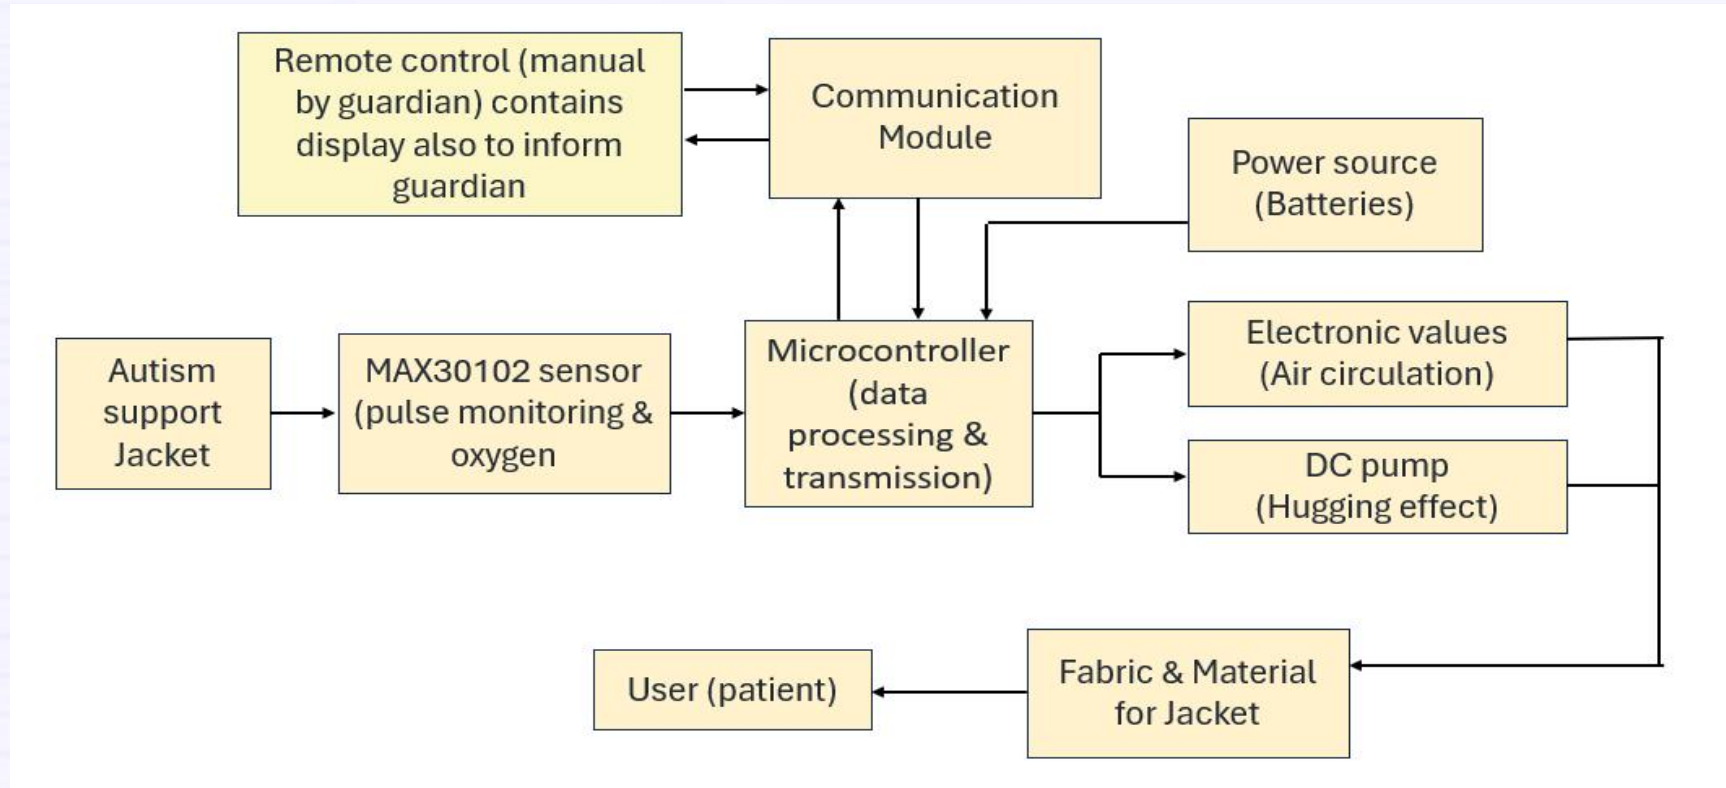 Remote control (manual
by guardian) contains
display also to inform
guardian
Communication
Module
Power source
(Batteries)
Autism
support
Jacket
MAX30102 sensor
(pulse monitoring &
oxygen
Microcontroller
(data
processing &
transmission)
Electronic values
(Air circulation)
DC pump
(Hugging effect)
User (patient)
Fabric & Material
for Jacket